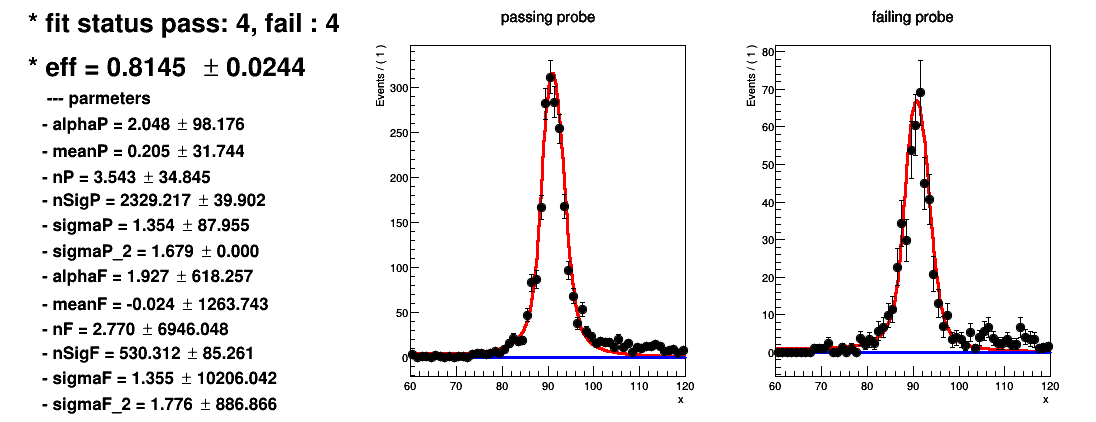 * fit status pass: 4, fail : 4
* eff = 0.8145 ± 0.0244
--- parmeters
- alphaP = 2.048 ± 98.176
- meanP = 0.205 ± 31.744
- nP = 3.543 ± 34.845
- nSigP = 2329.217 ± 39.902
- sigmaP = 1.354 ± 87.955
- sigmaP_2 = 1.679 ± 0.000
- alphaF = 1.927 ± 618.257
- meanF = -0.024 ± 1263.743
- nF = 2.770 ± 6946.048
- nSigF = 530.312 ± 85.261
- sigmaF = 1.355 ± 10206.042
- sigmaF_2 = 1.776 ± 886.866
passing probe
Events / ( 1 )
300
250
200
150
100
50
0
60 70 80 90 100 110 120
x
failing probe
Events / ( 1 )
80
70
60
50
40
30
20
10
0
60 70 80 90 100 110 120
x